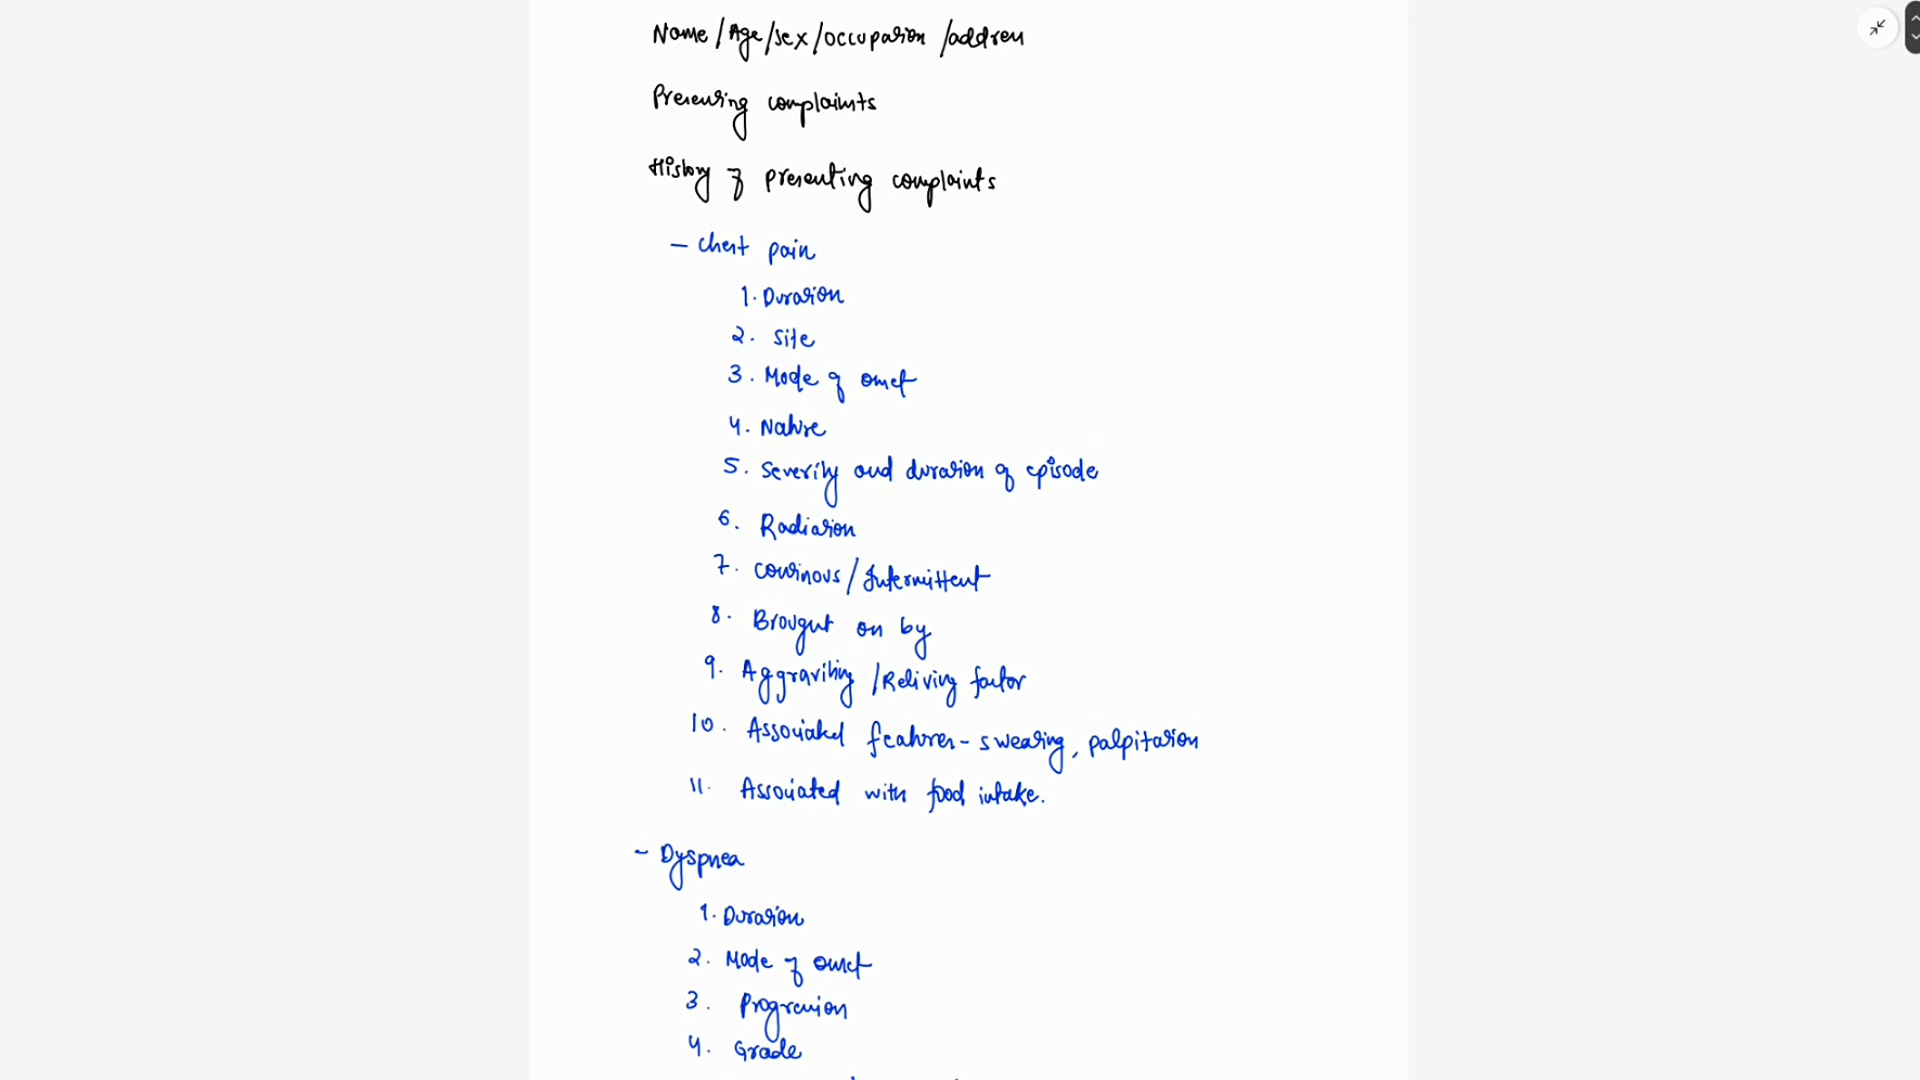 Name/Age/sex/occupation/address
Presenting complaints
History of presenting complaints
- Chest pain
1. Duration
2. Site
3. Mode of onset
4. Nature
5. Severity and duration of episode
6. Radiation
7. continous/Intermittent
8. Brought on by
9. Aggraviting/Reliving factor
10. Associated features - sweating, palpitation
11. Associated with food intake.
- Dyspnea
1. Duration
2. Mode of onset
3. Progression
4. Grade